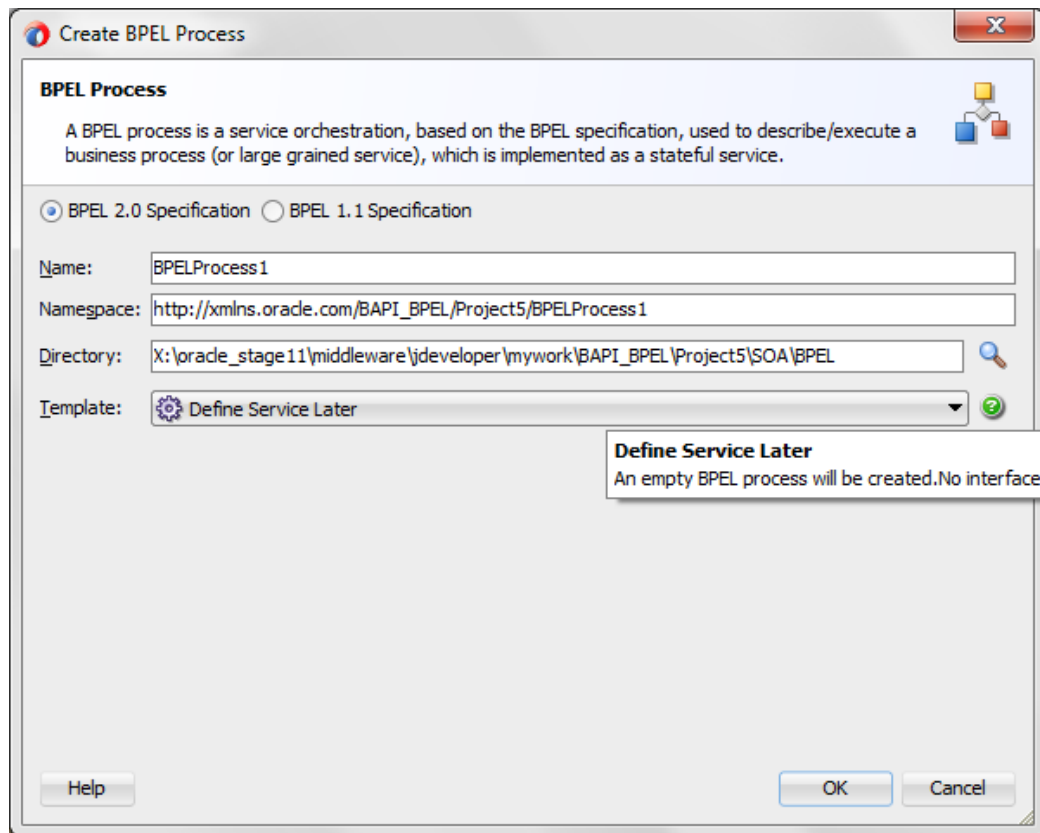 Create BPEL Process
BPEL Process
A BPEL process is a service orchestration, based on the BPEL specification, used to describe/execute a
business process (or large grained service), which is implemented as a stateful service.
BPEL 2.0 Specification BPEL 1.1 Specification
Name: BPELProcess1
Namespace: http://xmlns.oracle.com/BAPI_BPEL/Project5/BPELProcess1
Directory: X:\oracle_stage11\middleware\jdeveloper\mywork\BAPI_BPEL\Project5\SOA\BPEL
Template: Define Service Later
Define Service Later
An empty BPEL process will be created.No interface
Help OK Cancel